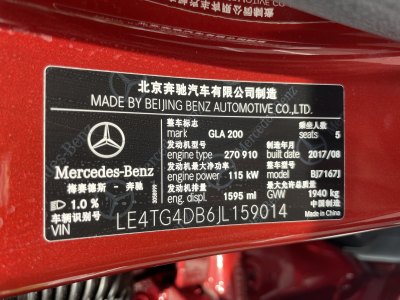 北京奔驰汽车有限公司制造
MADE BY BEIJING BENZ AUTOMOTIVE CO.,LTD.
整车标志 乘坐人数
mark GLA 200 seats 5
发动机型号 制造年月
engine type 270 910 built date 2017/08
发动机最大净功率 型号
engine power 115 kW Model BJ7167J
发动机排量 最大允许总质量
eng. displ. 1595 ml GVW 1940 kg
Mercedes-Benz
梅赛德斯 - 奔驰
1.0 %
中国制造
Made in China
车辆识别号
VIN LE4TG4DB6JL159014